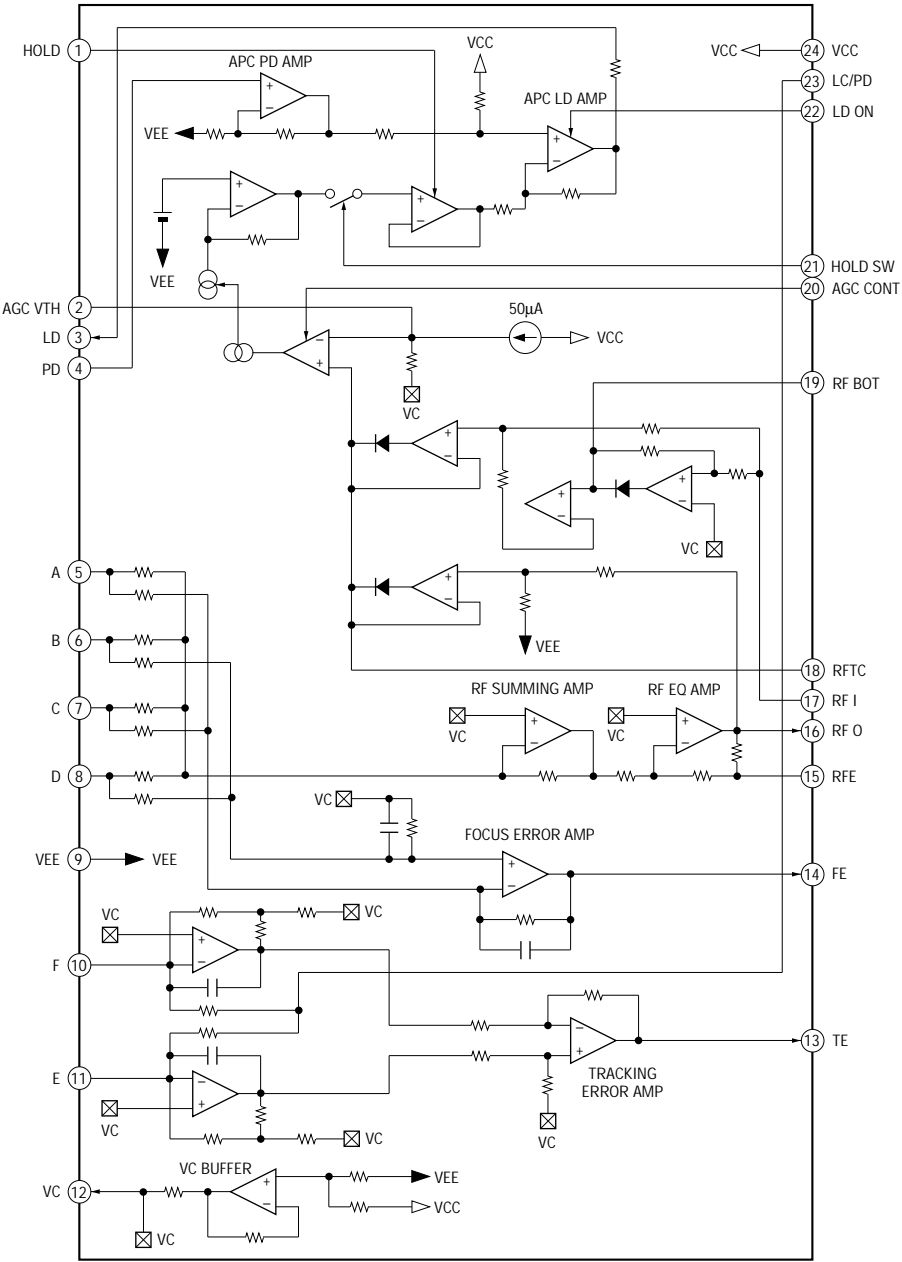 HOLD 1
VCC
VCC 24 VCC
APC PD AMP
23 LC/PD
APC LD AMP
22 LD ON
+
−
VEE
+
−
+
−
+
−
VEE
21 HOLD SW
20 AGC CONT
AGC VTH 2
50μA
LD 3
−
+
VCC
PD 4
VC
19 RF BOT
+
−
+
−
+
−
VC
A 5
+
−
B 6
VEE
18 RFTC
RF SUMMING AMP
RF EQ AMP
17 RF I
C 7
VC
+
−
VC
+
−
16 RF O
D 8
15 RFE
VC
FOCUS ERROR AMP
VEE 9 VEE
+
−
14 FE
VC
VC
+
−
F 10
−
+
13 TE
TRACKING
ERROR AMP
E 11
−
+
VC
VC
VC
VC BUFFER
+
−
VEE
VC 12
VCC
VC